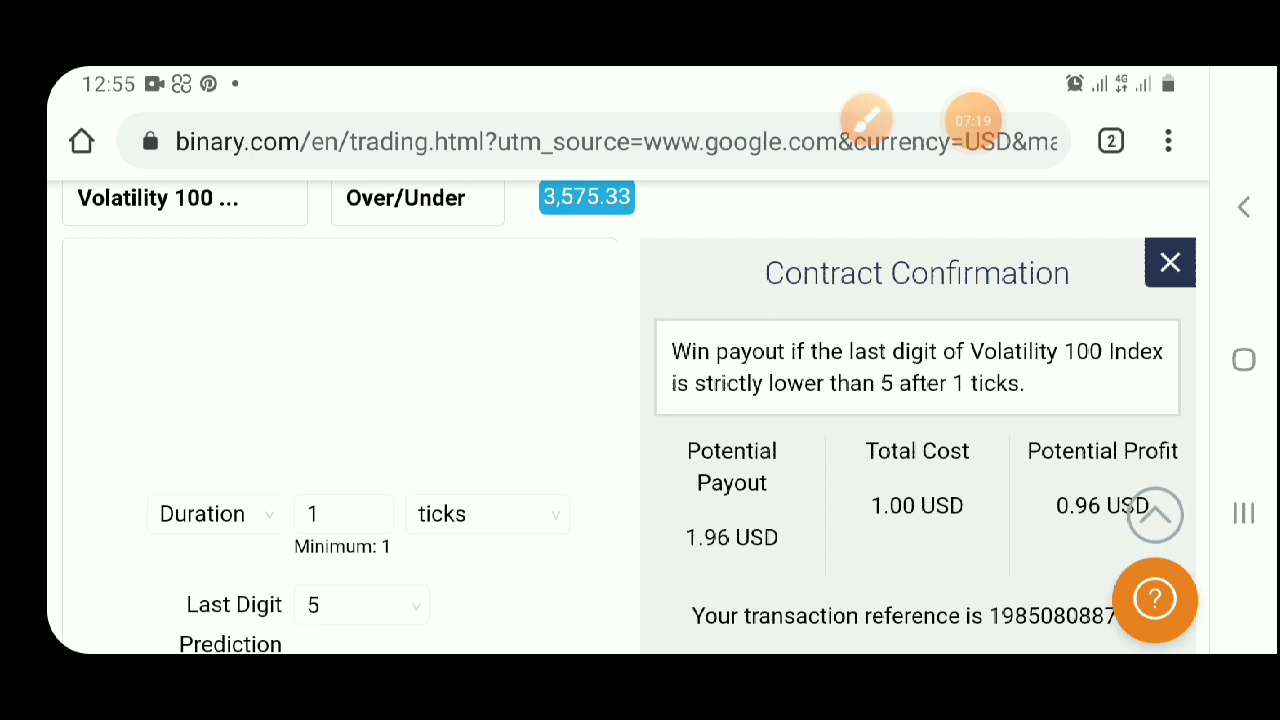 12:55
4G
07:19
binary.com/en/trading.html?utm_source=www.google.com&currency=USD&ma
2
Volatility 100 ...
Over/Under
3,575.33
Contract Confirmation
Win payout if the last digit of Volatility 100 Index
is strictly lower than 5 after 1 ticks.
Potential
Payout
Total Cost
Potential Profit
1.96 USD
1.00 USD
0.96 USD
Duration
1
ticks
Minimum: 1
Last Digit
Prediction
5
Your transaction reference is 1985080887
?